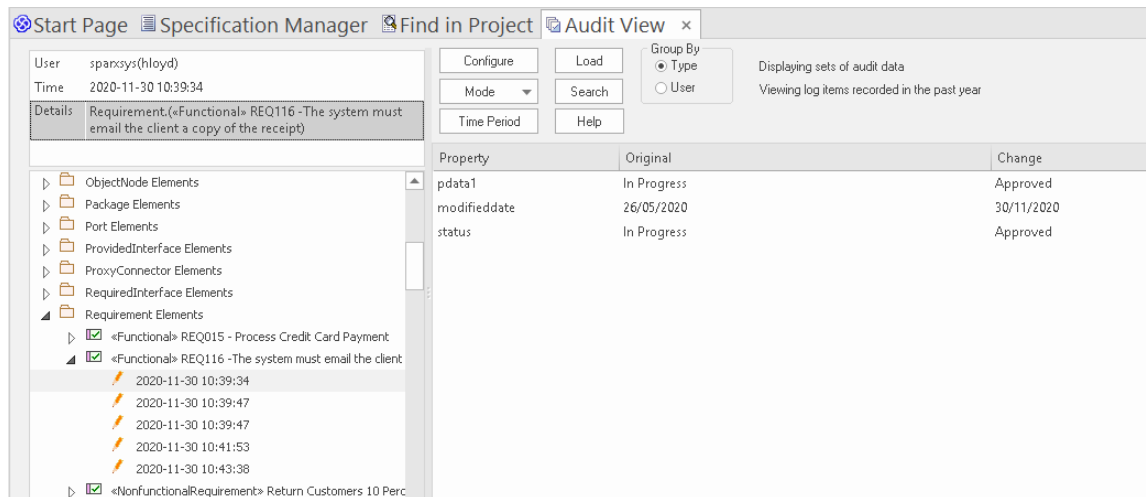 Start Page Specification Manager Find in Project Audit View ×
User sparxsys(hloyd)
Time 2020-11-30 10:39:34
Details Requirement.(«Functional» REQ116 -The system must
email the client a copy of the receipt)
Configure Load
Mode Search
Time Period Help
Group By
Type
User
Displaying sets of audit data
Viewing log items recorded in the past year
ObjectNode Elements
Package Elements
Port Elements
ProvidedInterface Elements
ProxyConnector Elements
RequiredInterface Elements
Requirement Elements
«Functional» REQ015 - Process Credit Card Payment
«Functional» REQ116 -The system must email the client
2020-11-30 10:39:34
2020-11-30 10:39:47
2020-11-30 10:39:47
2020-11-30 10:41:53
2020-11-30 10:43:38
«NonfunctionalRequirement» Return Customers 10 Perc
Property Original Change
pdata1 In Progress Approved
modifieddate 26/05/2020 30/11/2020
status In Progress Approved